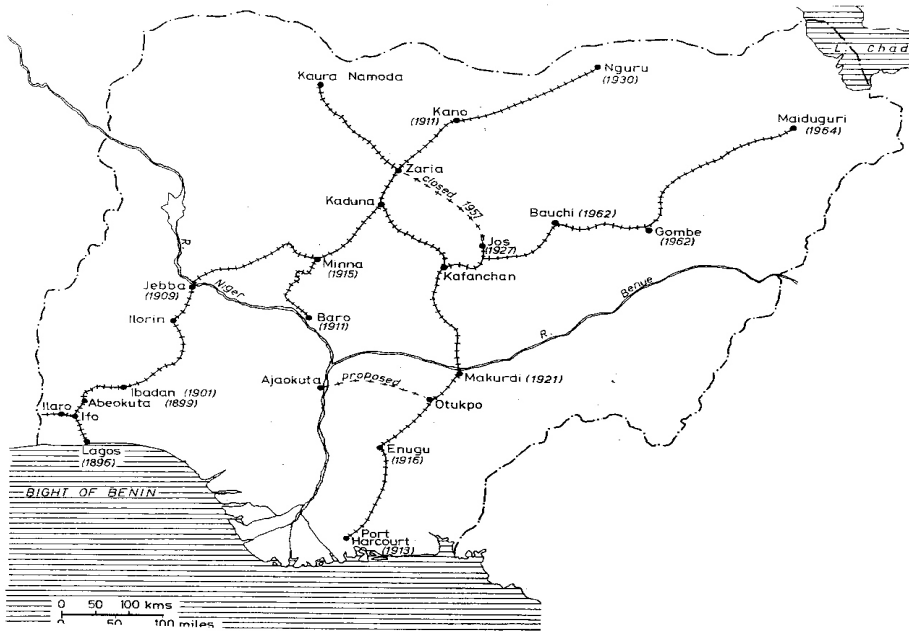 L. Chad
Nguru
(1930)
Kaura Namoda
Kano
(1911)
Maiduguri
(1964)
Zaria
closed 1957
Kaduna
Bauchi (1962)
Jos
(1927)
Gombe
(1962)
Minna
(1915)
Kafanchan
R. Niger
Jebba
(1909)
R. Benue
Ilorin
Baro
(1911)
Ajaokuta
proposed
Makurdi (1921)
Otukpo
Ibadan (1901)
Abeokuta
(1899)
Ilaro
Ifo
Lagos
(1896)
Enugu
(1916)
BIGHT OF BENIN
Port
Harcourt
(1913)
0 50 100 kms
0 50 100 miles